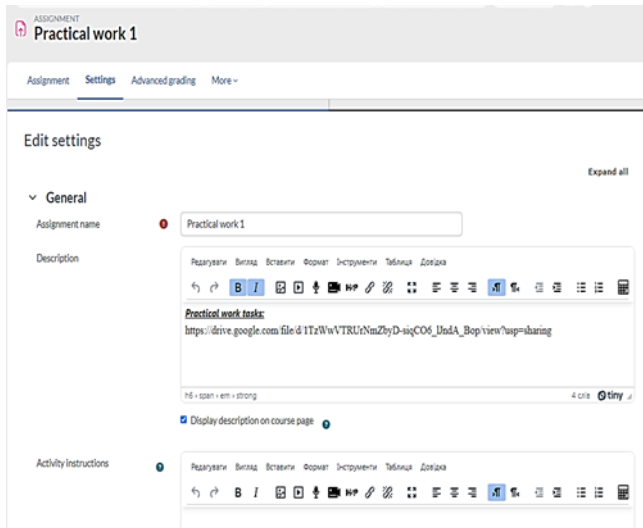 ASSIGNMENT
Practical work 1
Assignment Settings Advanced grading More
Edit settings
Expand all
General
Assignment name Practical work 1
Description
Редагувати Вигляд Вставити Формат Інструменти Таблиця Довідка
B I H-P
Practical work tasks:
https://drive.google.com/file/d/1TzWwVTRUrNmZbyD-siqCO6_IJndA_Bop/view?usp=sharing
h6 › span › em › strong 4 слів tiny
Display description on course page
Activity instructions
Редагувати Вигляд Вставити Формат Інструменти Таблиця Довідка
B I H-P